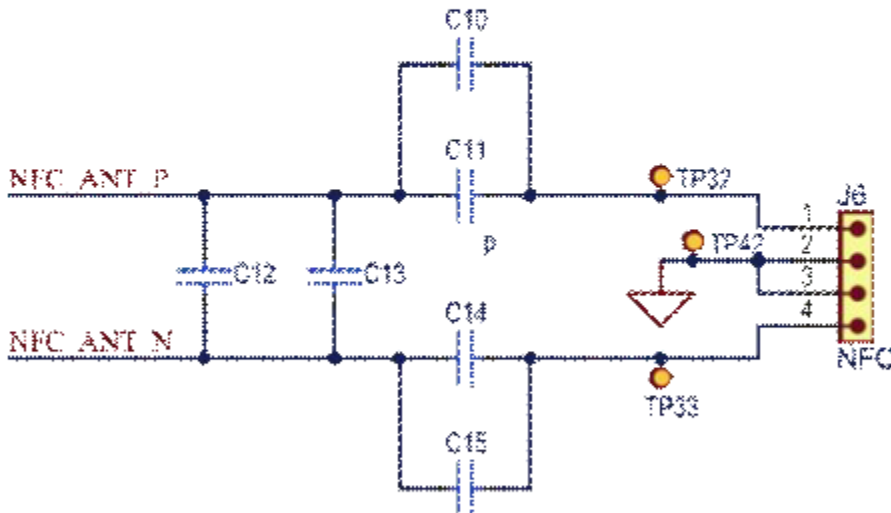 C10
C11
NFC_ANT_P
TP32
J6
1
p
TP42
2
C12
C13
3
C14
4
NFC_ANT_N
NFC
TP33
C15